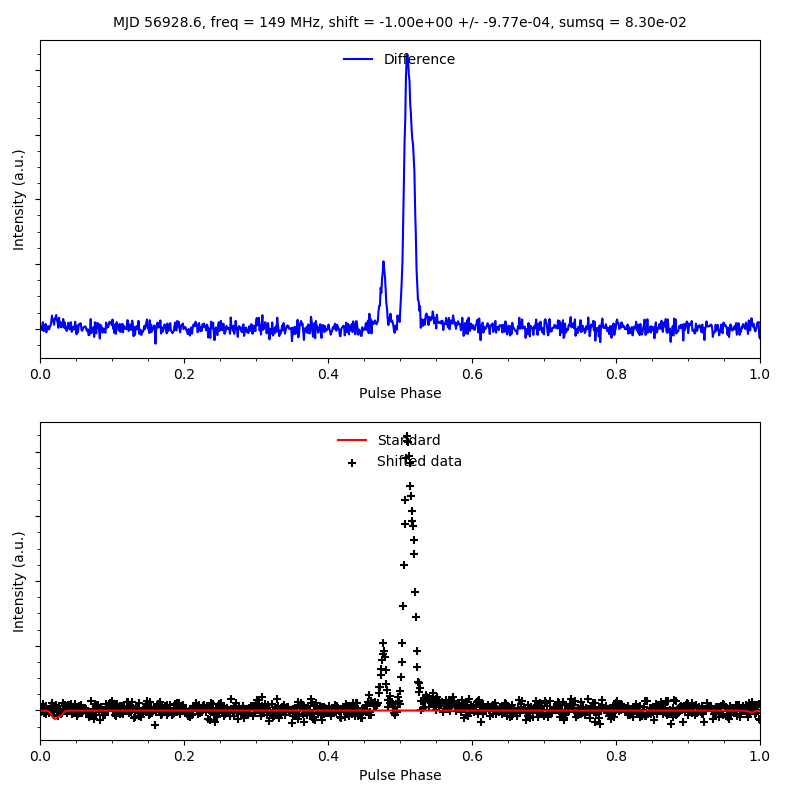 MJD 56928.6, freq = 149 MHz, shift = -1.00e+00 +/- -9.77e-04, sumsq = 8.30e-02
Difference
Intensity (a.u.)
0.0 0.2 0.4 0.6 0.8 1.0
Pulse Phase
Standard
Shifted data
Intensity (a.u.)
0.0 0.2 0.4 0.6 0.8 1.0
Pulse Phase